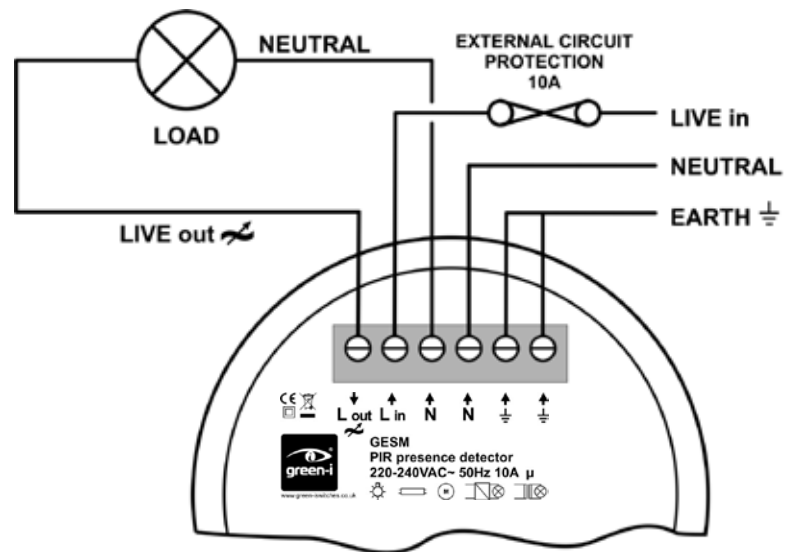 NEUTRAL
EXTERNAL CIRCUIT
PROTECTION
10A
LOAD
LIVE in
NEUTRAL
EARTH
LIVE out
CE
L out L in N N
GESM
PIR presence detector
220-240VAC~ 50Hz 10A µ
green-i
www.green-switches.co.uk
M